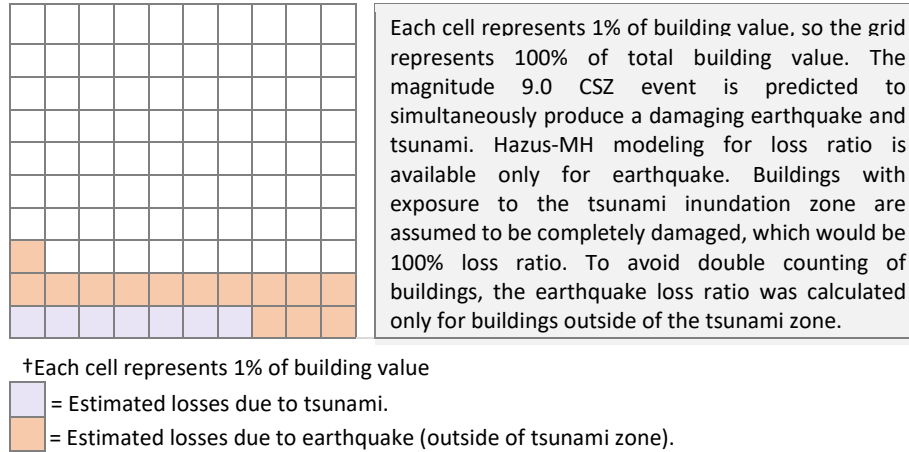 Each cell represents 1% of building value, so the grid
represents 100% of total building value. The
magnitude 9.0 CSZ event is predicted to
simultaneously produce a damaging earthquake and
tsunami. Hazus-MH modeling for loss ratio is
available only for earthquake. Buildings with
exposure to the tsunami inundation zone are
assumed to be completely damaged, which would be
100% loss ratio. To avoid double counting of
buildings, the earthquake loss ratio was calculated
only for buildings outside of the tsunami zone.
†Each cell represents 1% of building value
= Estimated losses due to tsunami.
= Estimated losses due to earthquake (outside of tsunami zone).